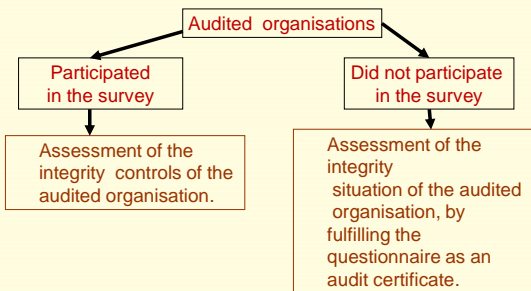 Audited organisations
Participated
in the survey
Did not participate
in the survey
Assessment of the
integrity controls of the
audited organisation.
Assessment of the
integrity
situation of the audited
organisation, by
fulfilling the
questionnaire as an
audit certificate.